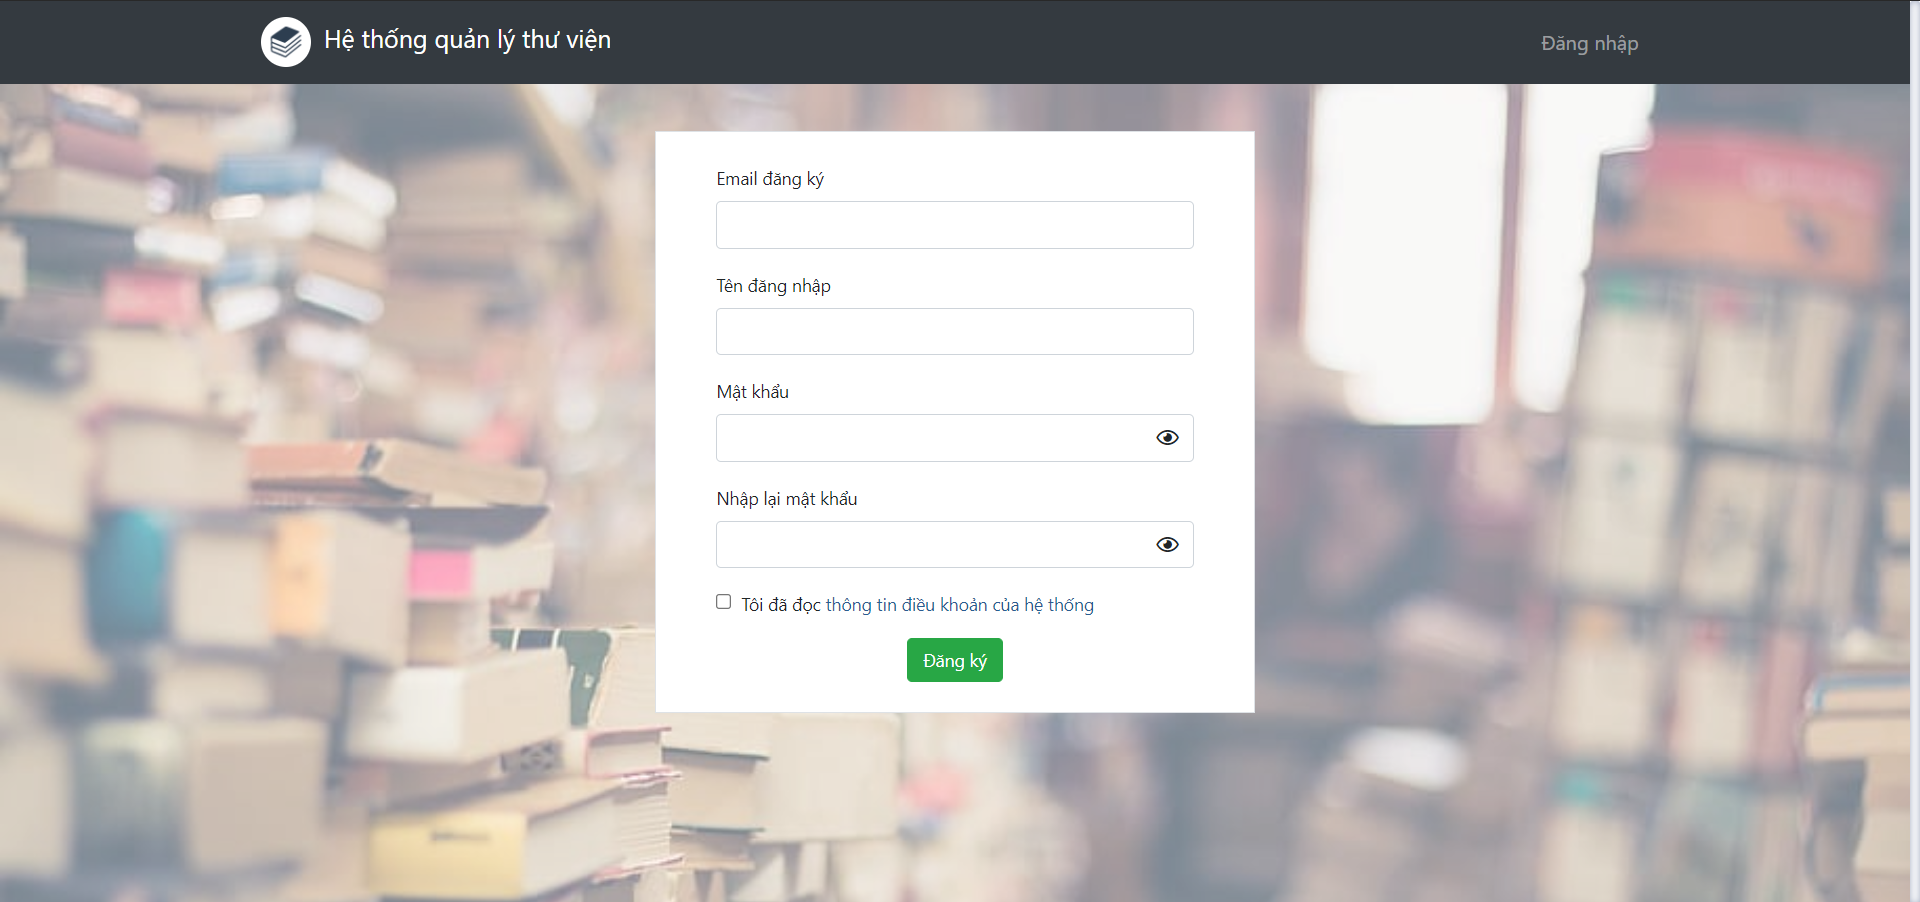 Hệ thống quản lý thư viện
Đăng nhập
Email đăng ký
Tên đăng nhập
Mật khẩu
Nhập lại mật khẩu
Tôi đã đọc thông tin điều khoản của hệ thống
Đăng ký